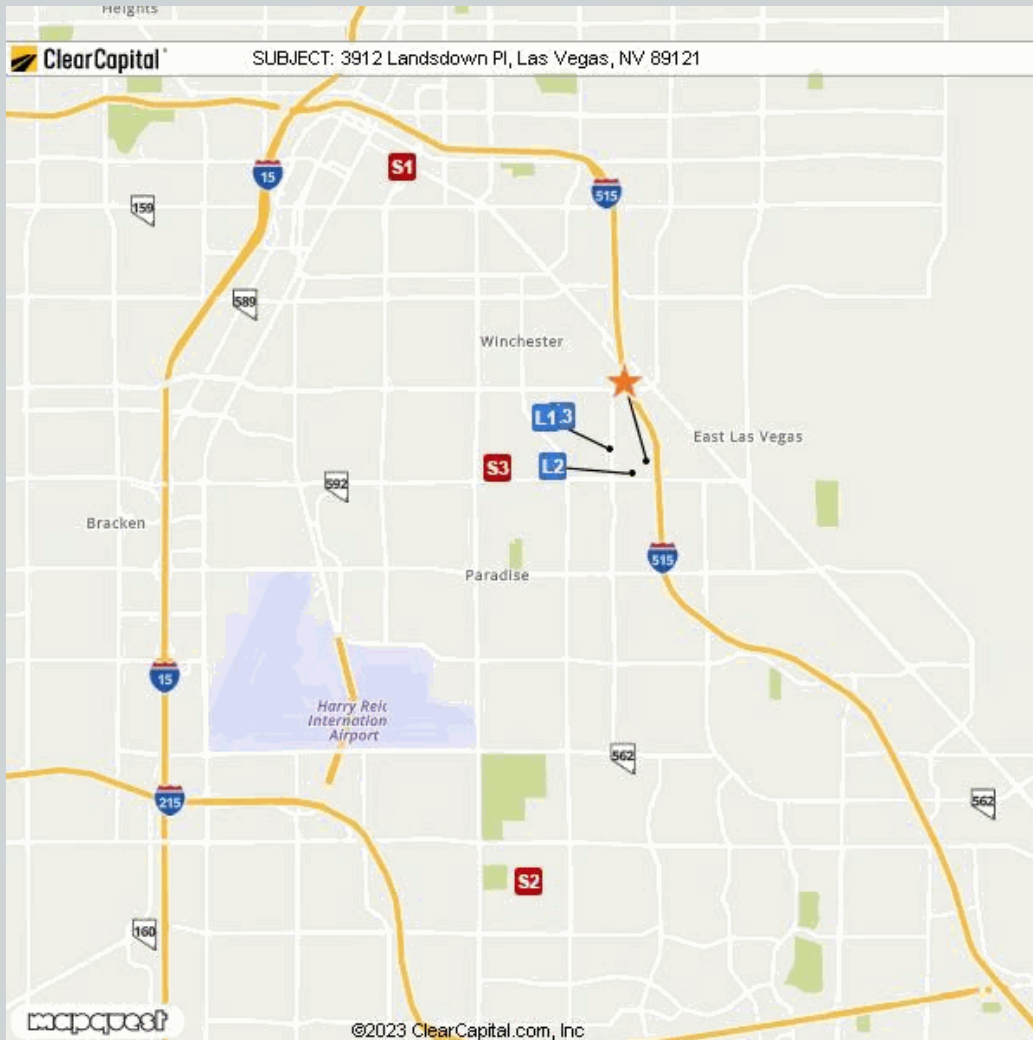 Heights
ClearCapital® SUBJECT: 3912 Landsdown Pl, Las Vegas, NV 89121
S1
15
515
159
589
Winchester
L1 3
East Las Vegas
S3
L2
592
Bracken
515
Paradise
15
Harry Reid
Internation
Airport
562
215
562
S2
160
mapquest
©2023 ClearCapital.com, Inc